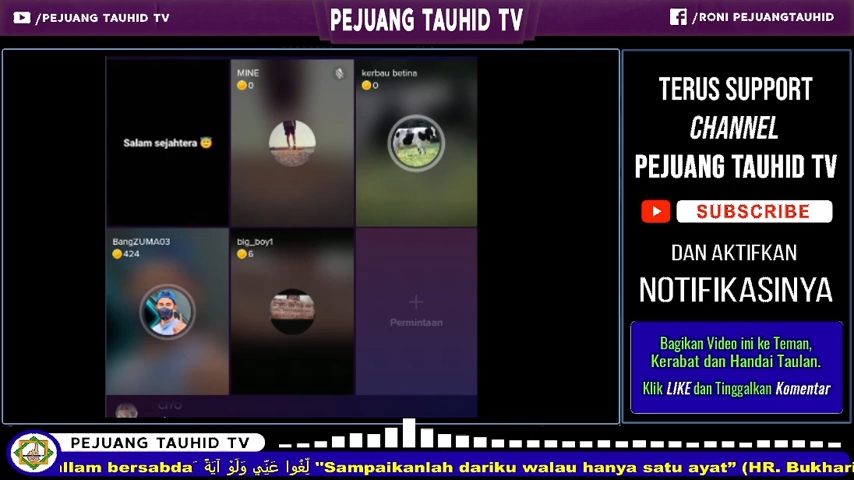 /PEJUANG TAUHID TV
PEJUANG TAUHID TV
/RONI PEJUANGTAUHID
MINE
0
kerbau betina
0
Salam sejahtera 😇
BangZUMA03
424
big_boy1
6
+
Permintaan
TERUS SUPPORT
CHANNEL
PEJUANG TAUHID TV
SUBSCRIBE
DAN AKTIFKAN
NOTIFIKASINYA
Bagikan Video ini ke Teman,
Kerabat dan Handai Taulan.
Klik LIKE dan Tinggalkan Komentar
PEJUANG TAUHID TV
allam bersabda بَلِّغُوا عَنِّي وَلَوْ آيَةً "Sampaikanlah dariku walau hanya satu ayat” (HR. Bukhari